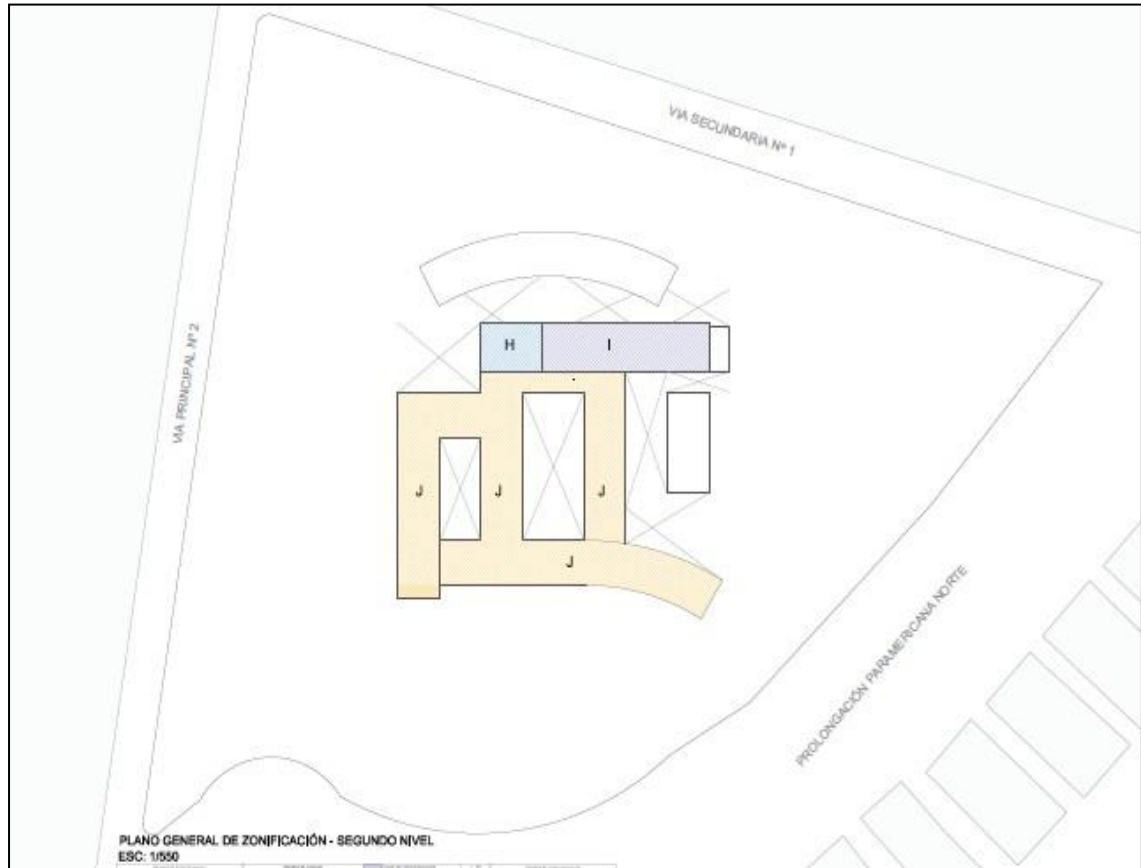 VIA SECUNDARIA Nº 1
VIA PRINCIPAL Nº 2
H
I
J
J
J
J
PROLONGACIÓN PARAMERICANA NORTE
PLANO GENERAL DE ZONIFICACIÓN - SEGUNDO NIVEL
ESC: 1/550